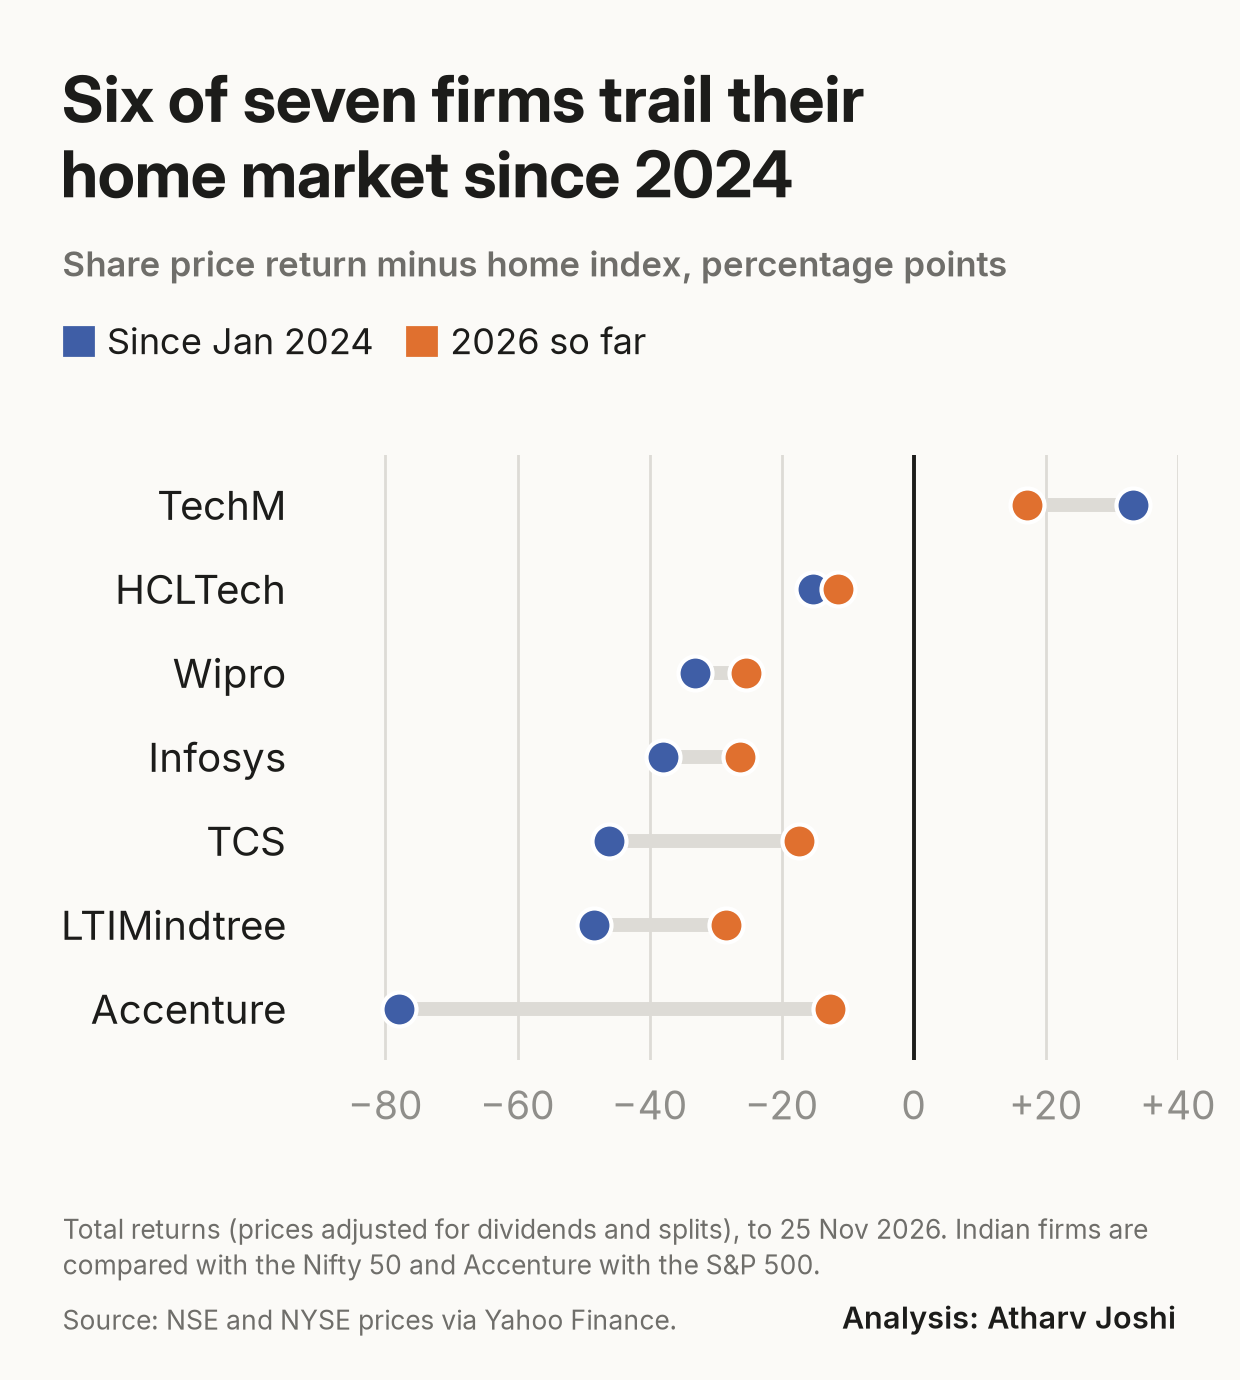 Six of seven firms trail their
home market since 2024
Share price return minus home index, percentage points
Since Jan 2024
2026 so far
TechM
HCLTech
Wipro
Infosys
TCS
LTIMindtree
Accenture
−80 −60 −40 −20 0 +20 +40
Total returns (prices adjusted for dividends and splits), to 25 Nov 2026. Indian firms are
compared with the Nifty 50 and Accenture with the S&P 500.
Source: NSE and NYSE prices via Yahoo Finance.
Analysis: Atharv Joshi